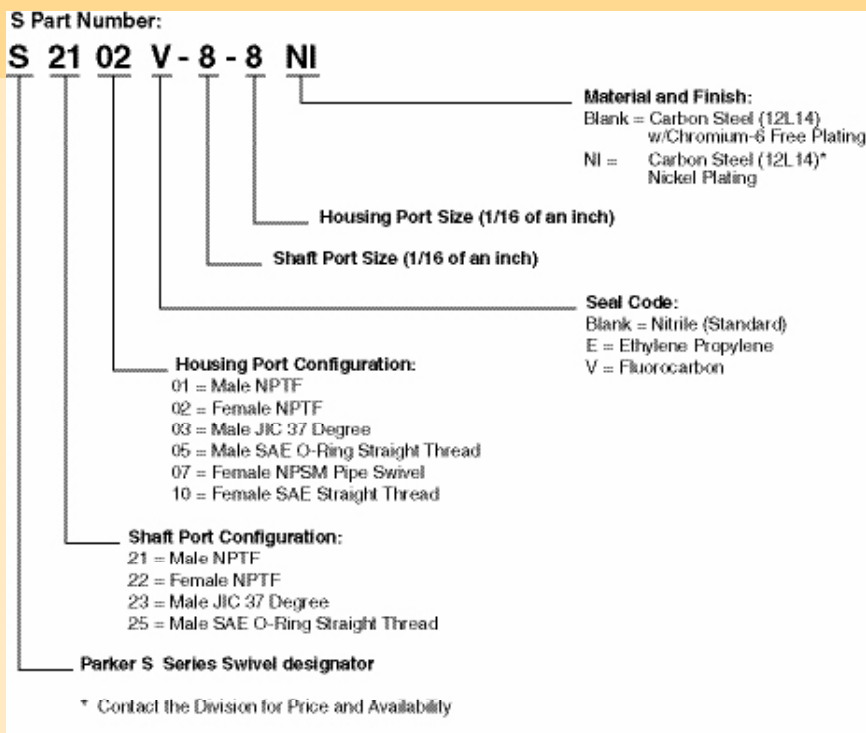 S Part Number:
S 21 02 V - 8 - 8 NI
Material and Finish:
Blank = Carbon Steel (12L14)
w/Chromium-6 Free Plating
NI = Carbon Steel (12L14)*
Nickel Plating
Housing Port Size (1/16 of an inch)
Shaft Port Size (1/16 of an inch)
Seal Code:
Blank = Nitrile (Standard)
E = Ethylene Propylene
V = Fluorocarbon
Housing Port Configuration:
01 = Male NPTF
02 = Female NPTF
03 = Male JIC 37 Degree
05 = Male SAE O-Ring Straight Thread
07 = Female NPSM Pipe Swivel
10 = Female SAE Straight Thread
Shaft Port Configuration:
21 = Male NPTF
22 = Female NPTF
23 = Male JIC 37 Degree
25 = Male SAE O-Ring Straight Thread
Parker S Series Swivel designator
* Contact the Division for Price and Availability